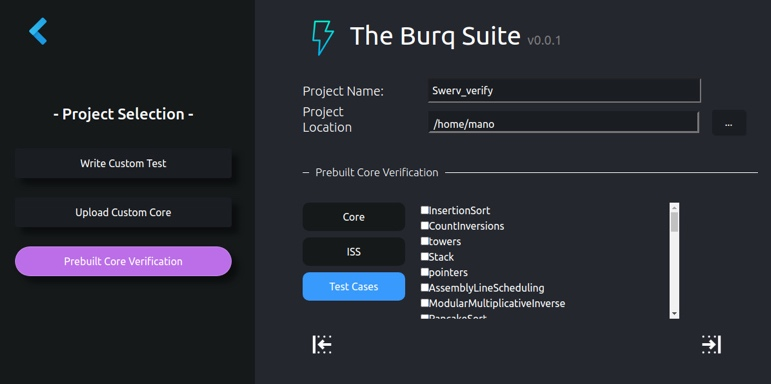 - Project Selection -
Write Custom Test
Upload Custom Core
Prebuilt Core Verification
The Burq Suite v0.0.1
Project Name: Swerv_verify
Project
Location
/home/mano
...
Prebuilt Core Verification
Core
ISS
Test Cases
InsertionSort
CountInversions
towers
Stack
pointers
AssemblyLineScheduling
ModularMultiplicativeInverse
PancakeSort